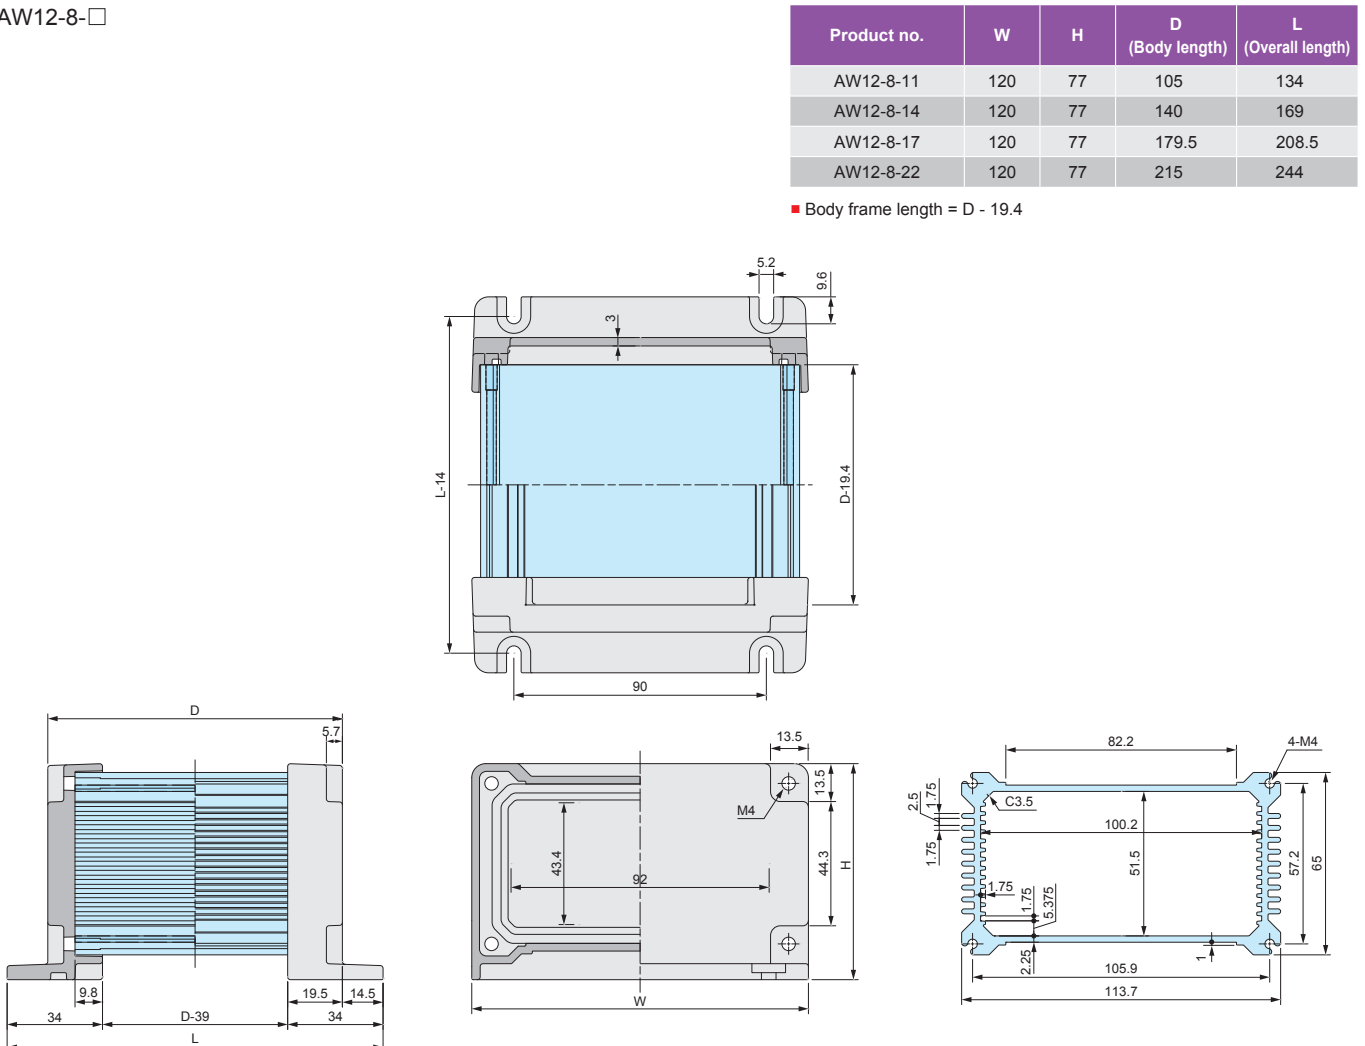 AW12-8-□
Product no. W H D (Body length) L (Overall length)
AW12-8-11 120 77 105 134
AW12-8-14 120 77 140 169
AW12-8-17 120 77 179.5 208.5
AW12-8-22 120 77 215 244
■ Body frame length = D - 19.4
5.2
9.6
3
L-14
D-19.4
90
D
5.7
9.8
19.5
14.5
34
D-39
34
L
13.5
13.5
M4
43.4
92
44.3
H
W
82.2
4-M4
1.75
2.5
1.75
C3.5
100.2
51.5
57.2
65
1.75
1.75
5.375
2.25
1
105.9
113.7